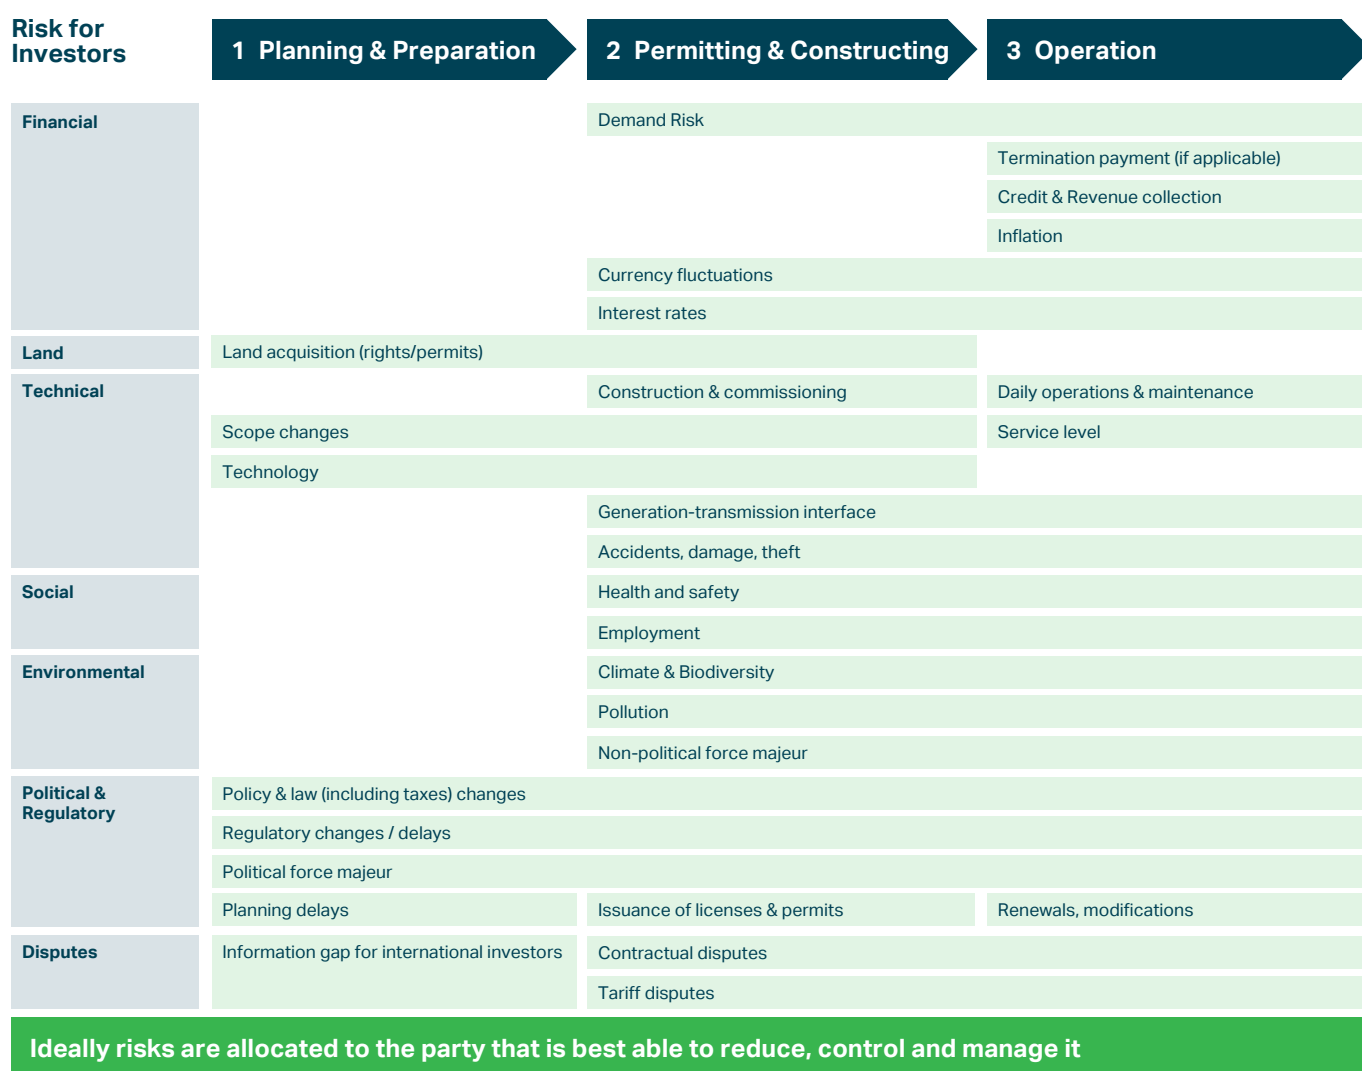 Risk for
Investors
1 Planning & Preparation
2 Permitting & Constructing
3 Operation
Financial
Demand Risk
Termination payment (if applicable)
Credit & Revenue collection
Inflation
Currency fluctuations
Interest rates
Land
Land acquisition (rights/permits)
Technical
Construction & commissioning
Daily operations & maintenance
Scope changes
Service level
Technology
Generation-transmission interface
Accidents, damage, theft
Social
Health and safety
Employment
Environmental
Climate & Biodiversity
Pollution
Non-political force majeur
Political &
Regulatory
Policy & law (including taxes) changes
Regulatory changes / delays
Political force majeur
Planning delays
Issuance of licenses & permits
Renewals, modifications
Disputes
Information gap for international investors
Contractual disputes
Tariff disputes
Ideally risks are allocated to the party that is best able to reduce, control and manage it